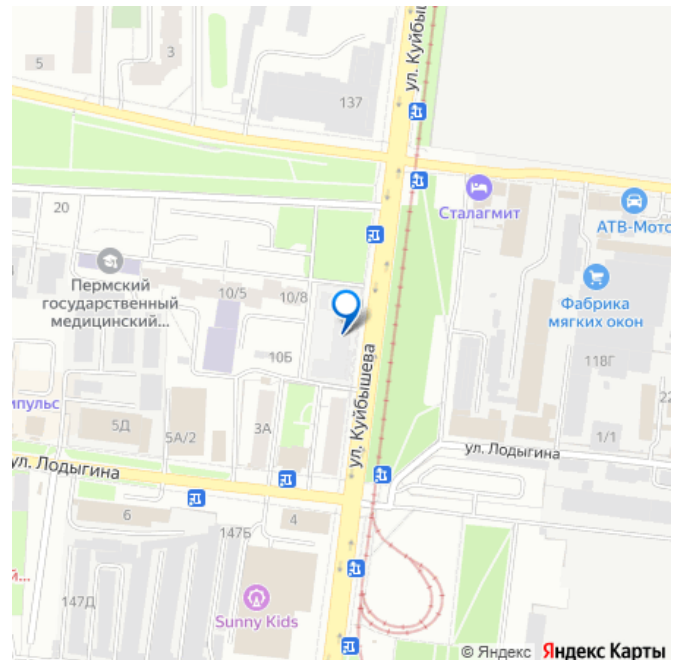 ул. Куйбышева
3
5
137
Сталагмит
АТВ-Мото
20
Пермский
государственный
медицинский...
10/5
10/8
Фабрика
мягких окон
118Г
10Б
ул. Куйбышева
ипульс
5Д
5А/2
3А
22
1/1
ул. Лодыгина
ул. Лодыгина
6
4
147Б
й...
147Д
Sunny Kids
© Яндекс Яндекс Карты